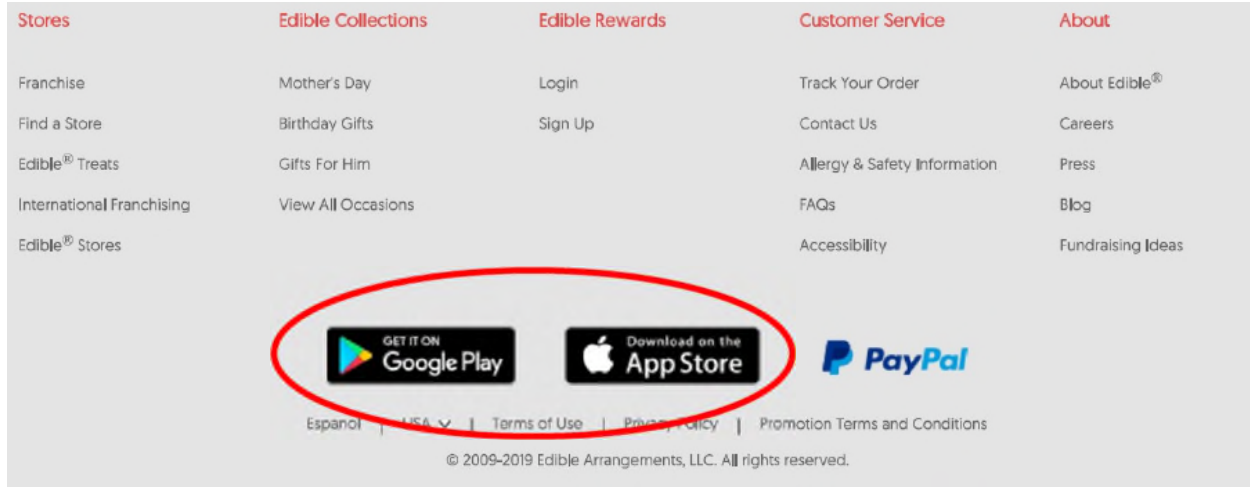 Stores
Edible Collections
Edible Rewards
Customer Service
About
Franchise
Mother's Day
Login
Track Your Order
About Edible®
Find a Store
Birthday Gifts
Sign Up
Contact Us
Careers
Edible® Treats
Gifts For Him
Allergy & Safety Information
Press
International Franchising
View All Occasions
FAQs
Blog
Edible® Stores
Accessibility
Fundraising Ideas
GET IT ON
Google Play
Download on the
App Store
PayPal
Espanol | USA | Terms of Use | Privacy Policy | Promotion Terms and Conditions
© 2009-2019 Edible Arrangements, LLC. All rights reserved.